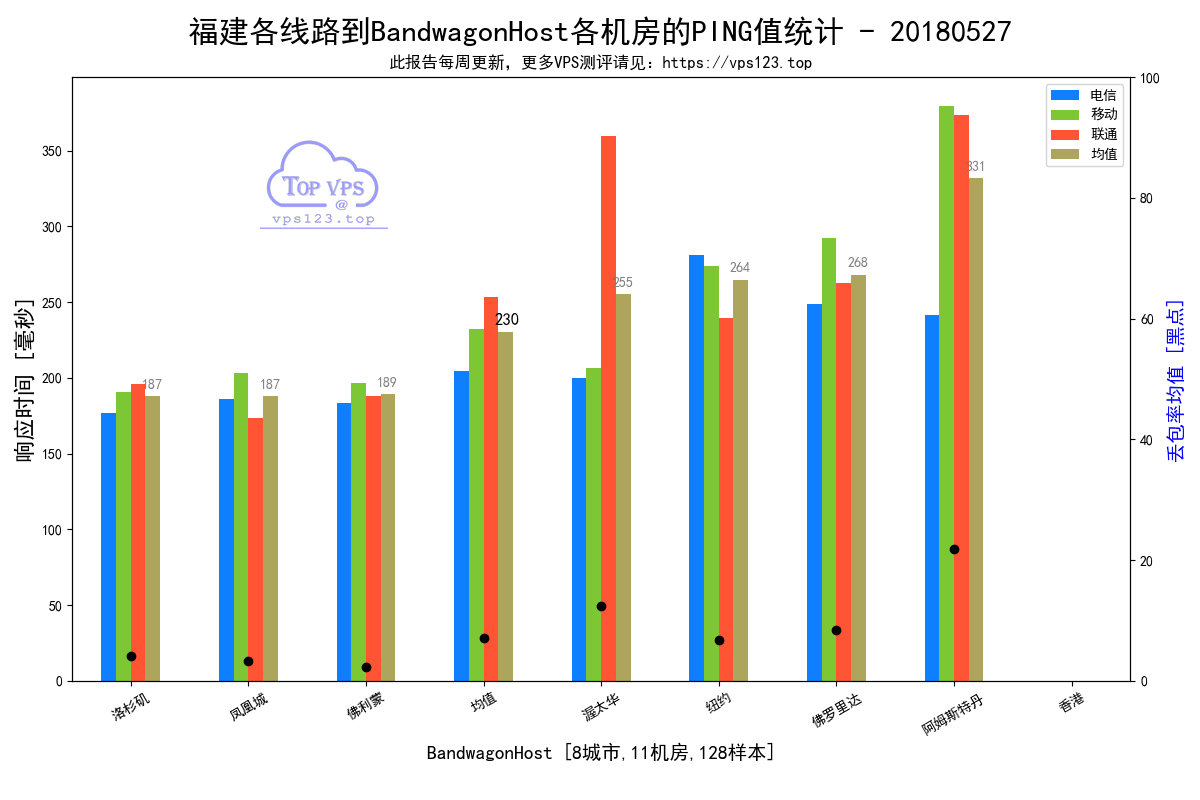 福建各线路到BandwagonHost各机房的PING值统计 - 20180527
此报告每周更新，更多VPS测评请见：https://vps123.top
电信
移动
联通
均值
TOP VPS
@
vps123.top
响应时间 [毫秒]
350
300
250
200
150
100
50
0
187
187
189
230
255
264
268
331
100
80
60
40
20
0
丢包率均值 [黑点]
洛杉矶
凤凰城
佛利蒙
均值
渥太华
纽约
佛罗里达
阿姆斯特丹
香港
BandwagonHost [8城市,11机房,128样本]